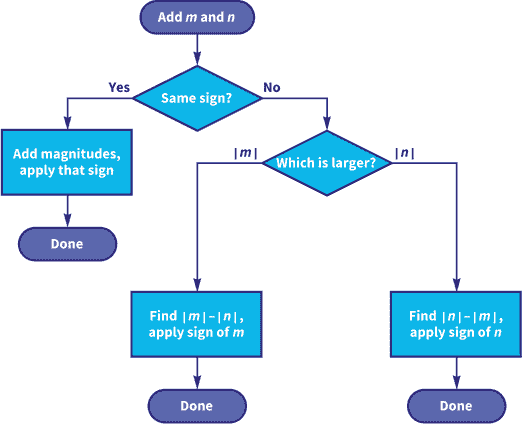 Add m and n
Yes
Same sign?
No
Add magnitudes,
apply that sign
|m|
Which is larger?
|n|
Done
Find |m|–|n|,
apply sign of m
Find |n|–|m|,
apply sign of n
Done
Done